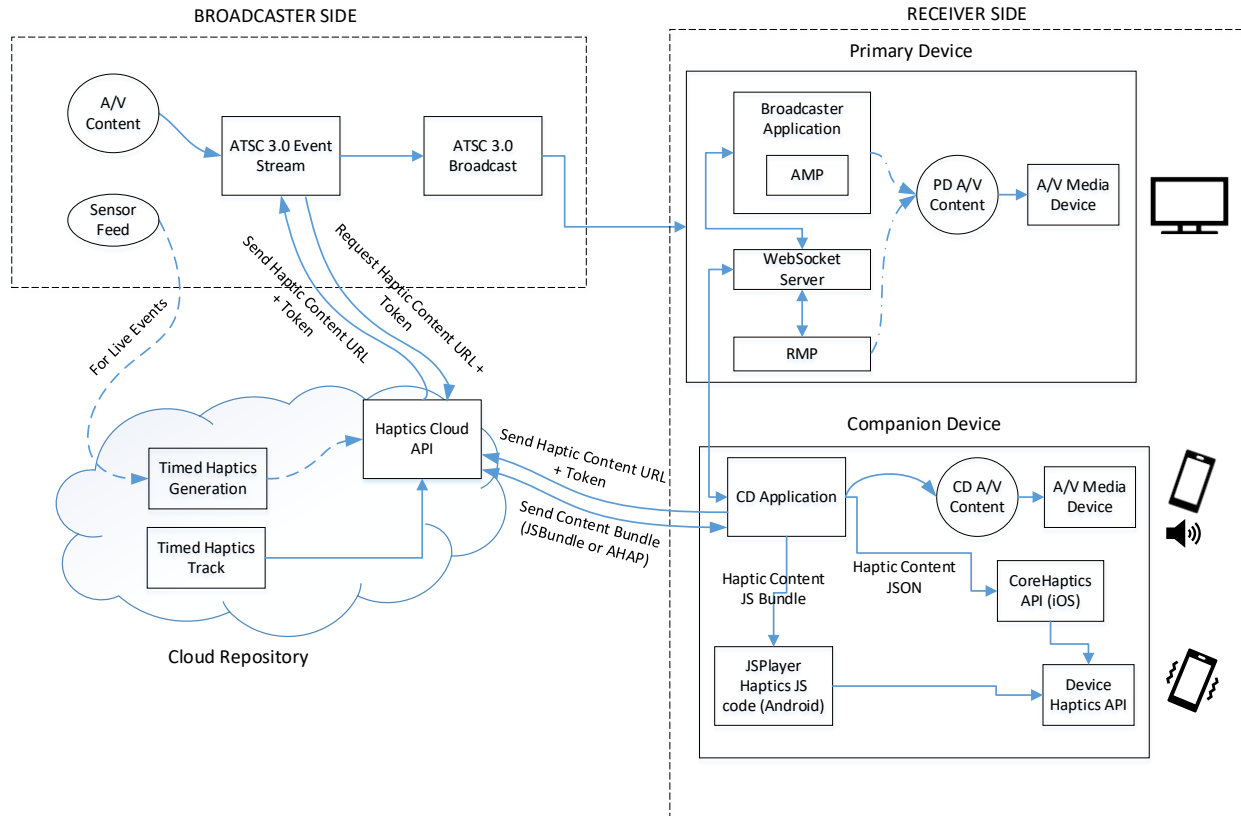 BROADCASTER SIDE
RECEIVER SIDE
A/V
Content
Sensor
Feed
ATSC 3.0 Event
Stream
ATSC 3.0
Broadcast
For Live Events
Send Haptic Content URL
+ Token
Request Haptic Content URL +
Token
Haptics Cloud
API
Timed Haptics
Generation
Timed Haptics
Track
Cloud Repository
Primary Device
Broadcaster
Application
AMP
PD A/V
Content
A/V Media
Device
WebSocket
Server
RMP
Companion Device
Send Haptic Content URL
+ Token
Send Content Bundle
(JSBundle or AHAP)
CD Application
CD A/V
Content
A/V Media
Device
Haptic Content
JS Bundle
Haptic Content
JSON
CoreHaptics
API (iOS)
JSPlayer
Haptics JS
code (Android)
Device
Haptics API